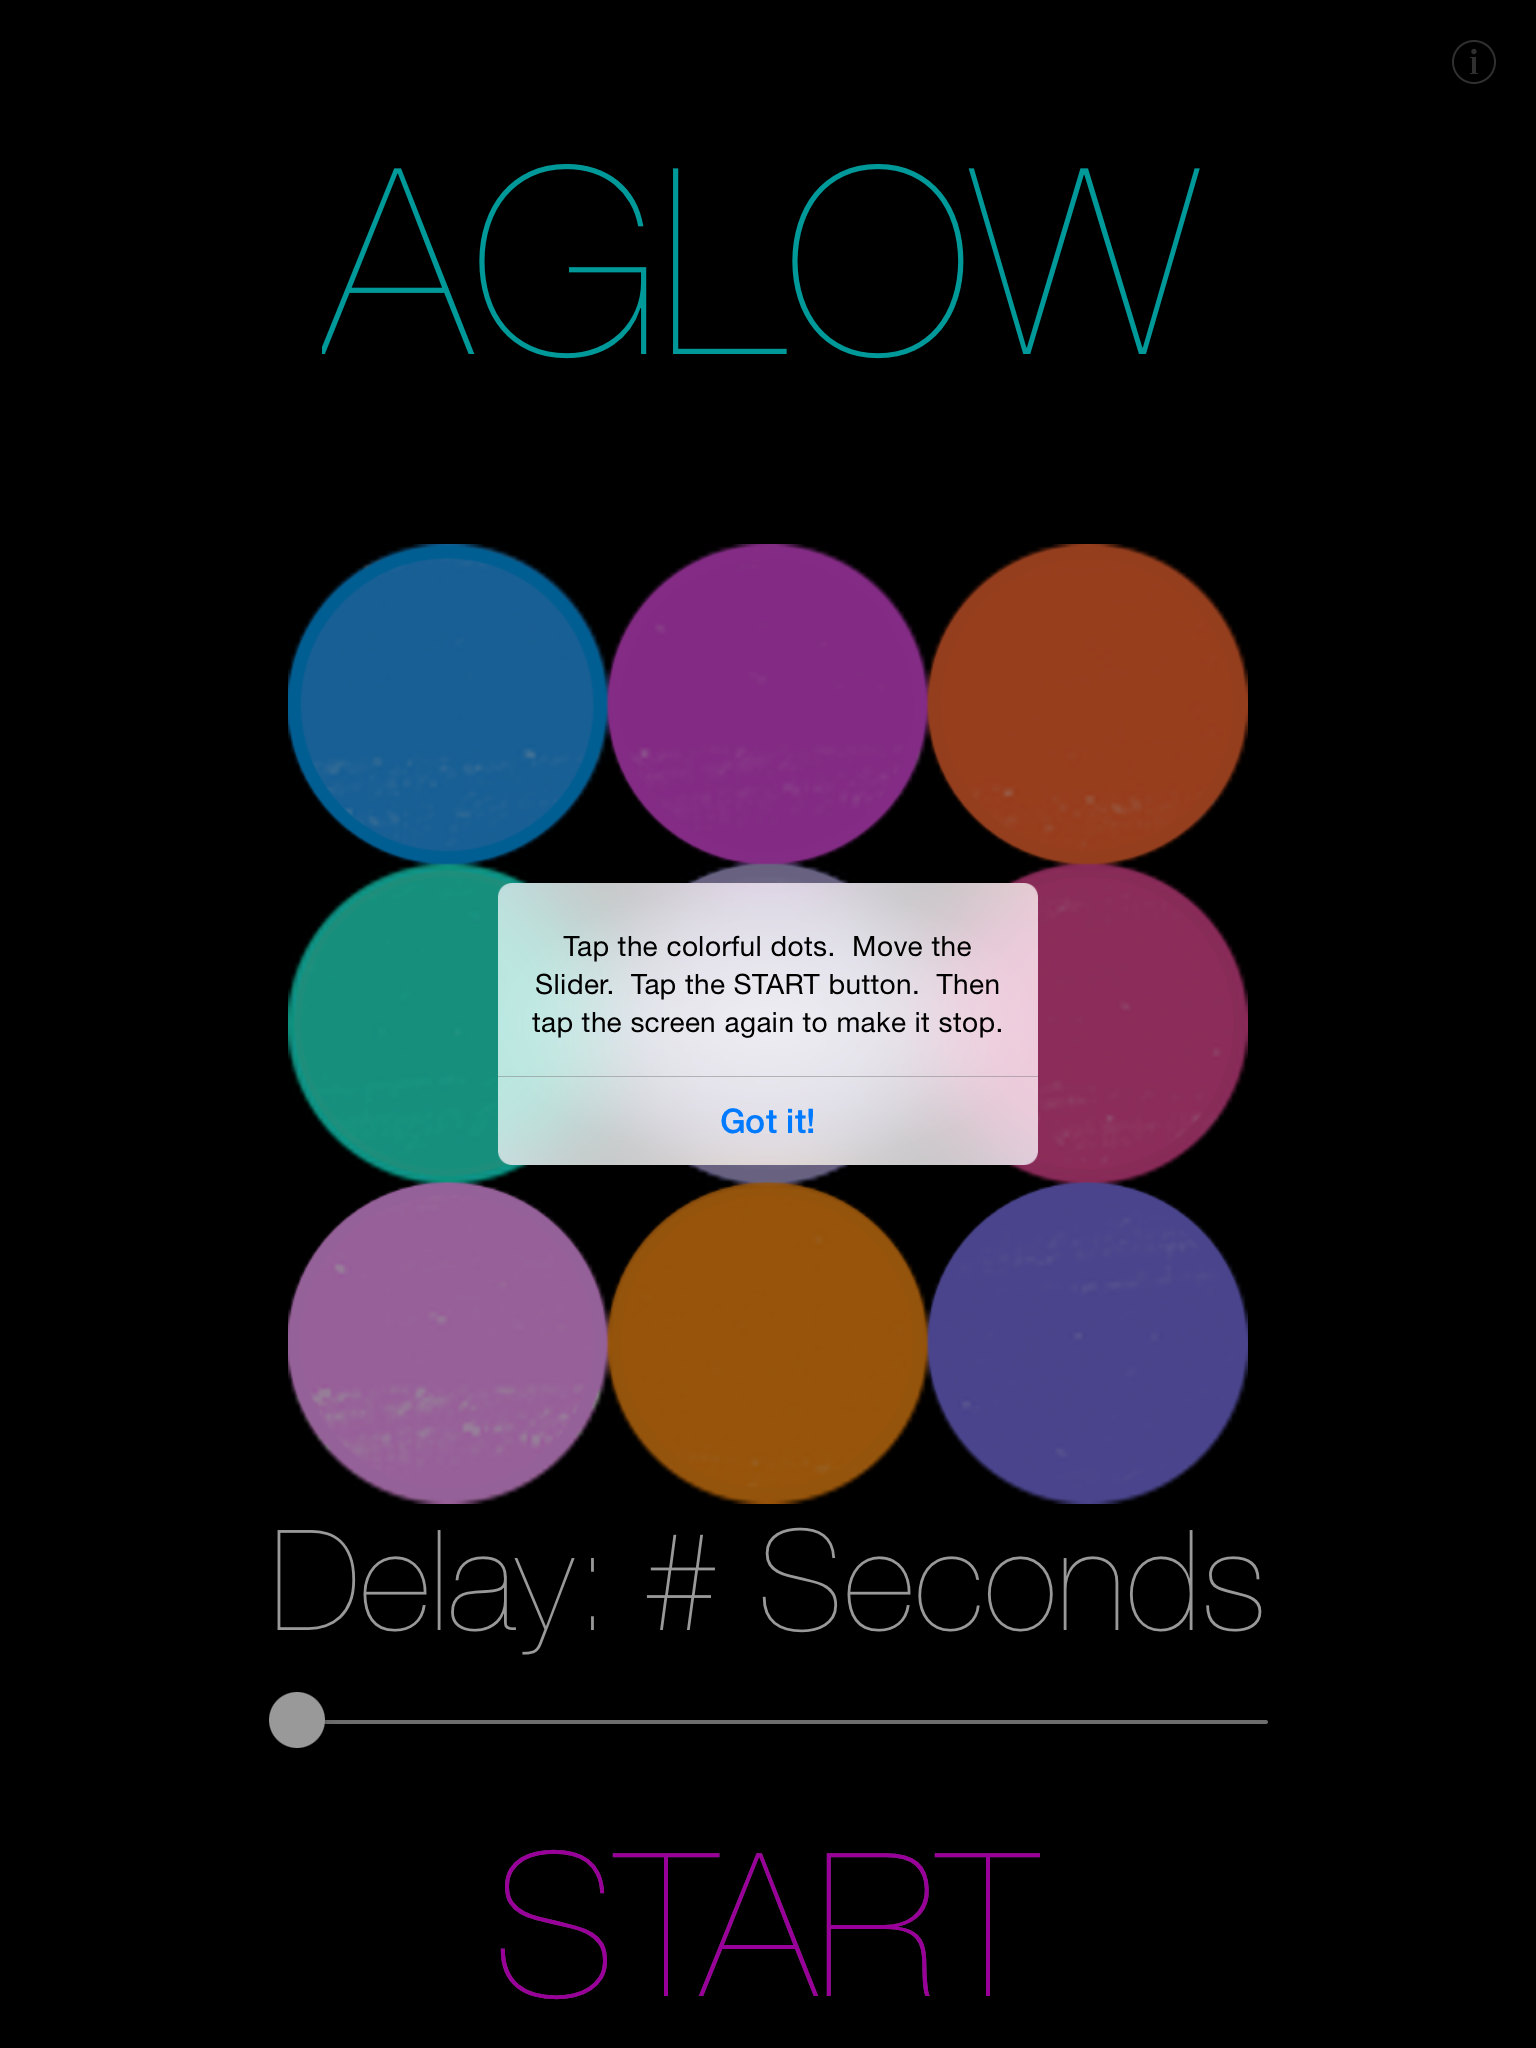 i
AGLOW
Tap the colorful dots.  Move the
Slider.  Tap the START button.  Then
tap the screen again to make it stop.
Got it!
Delay: # Seconds
START